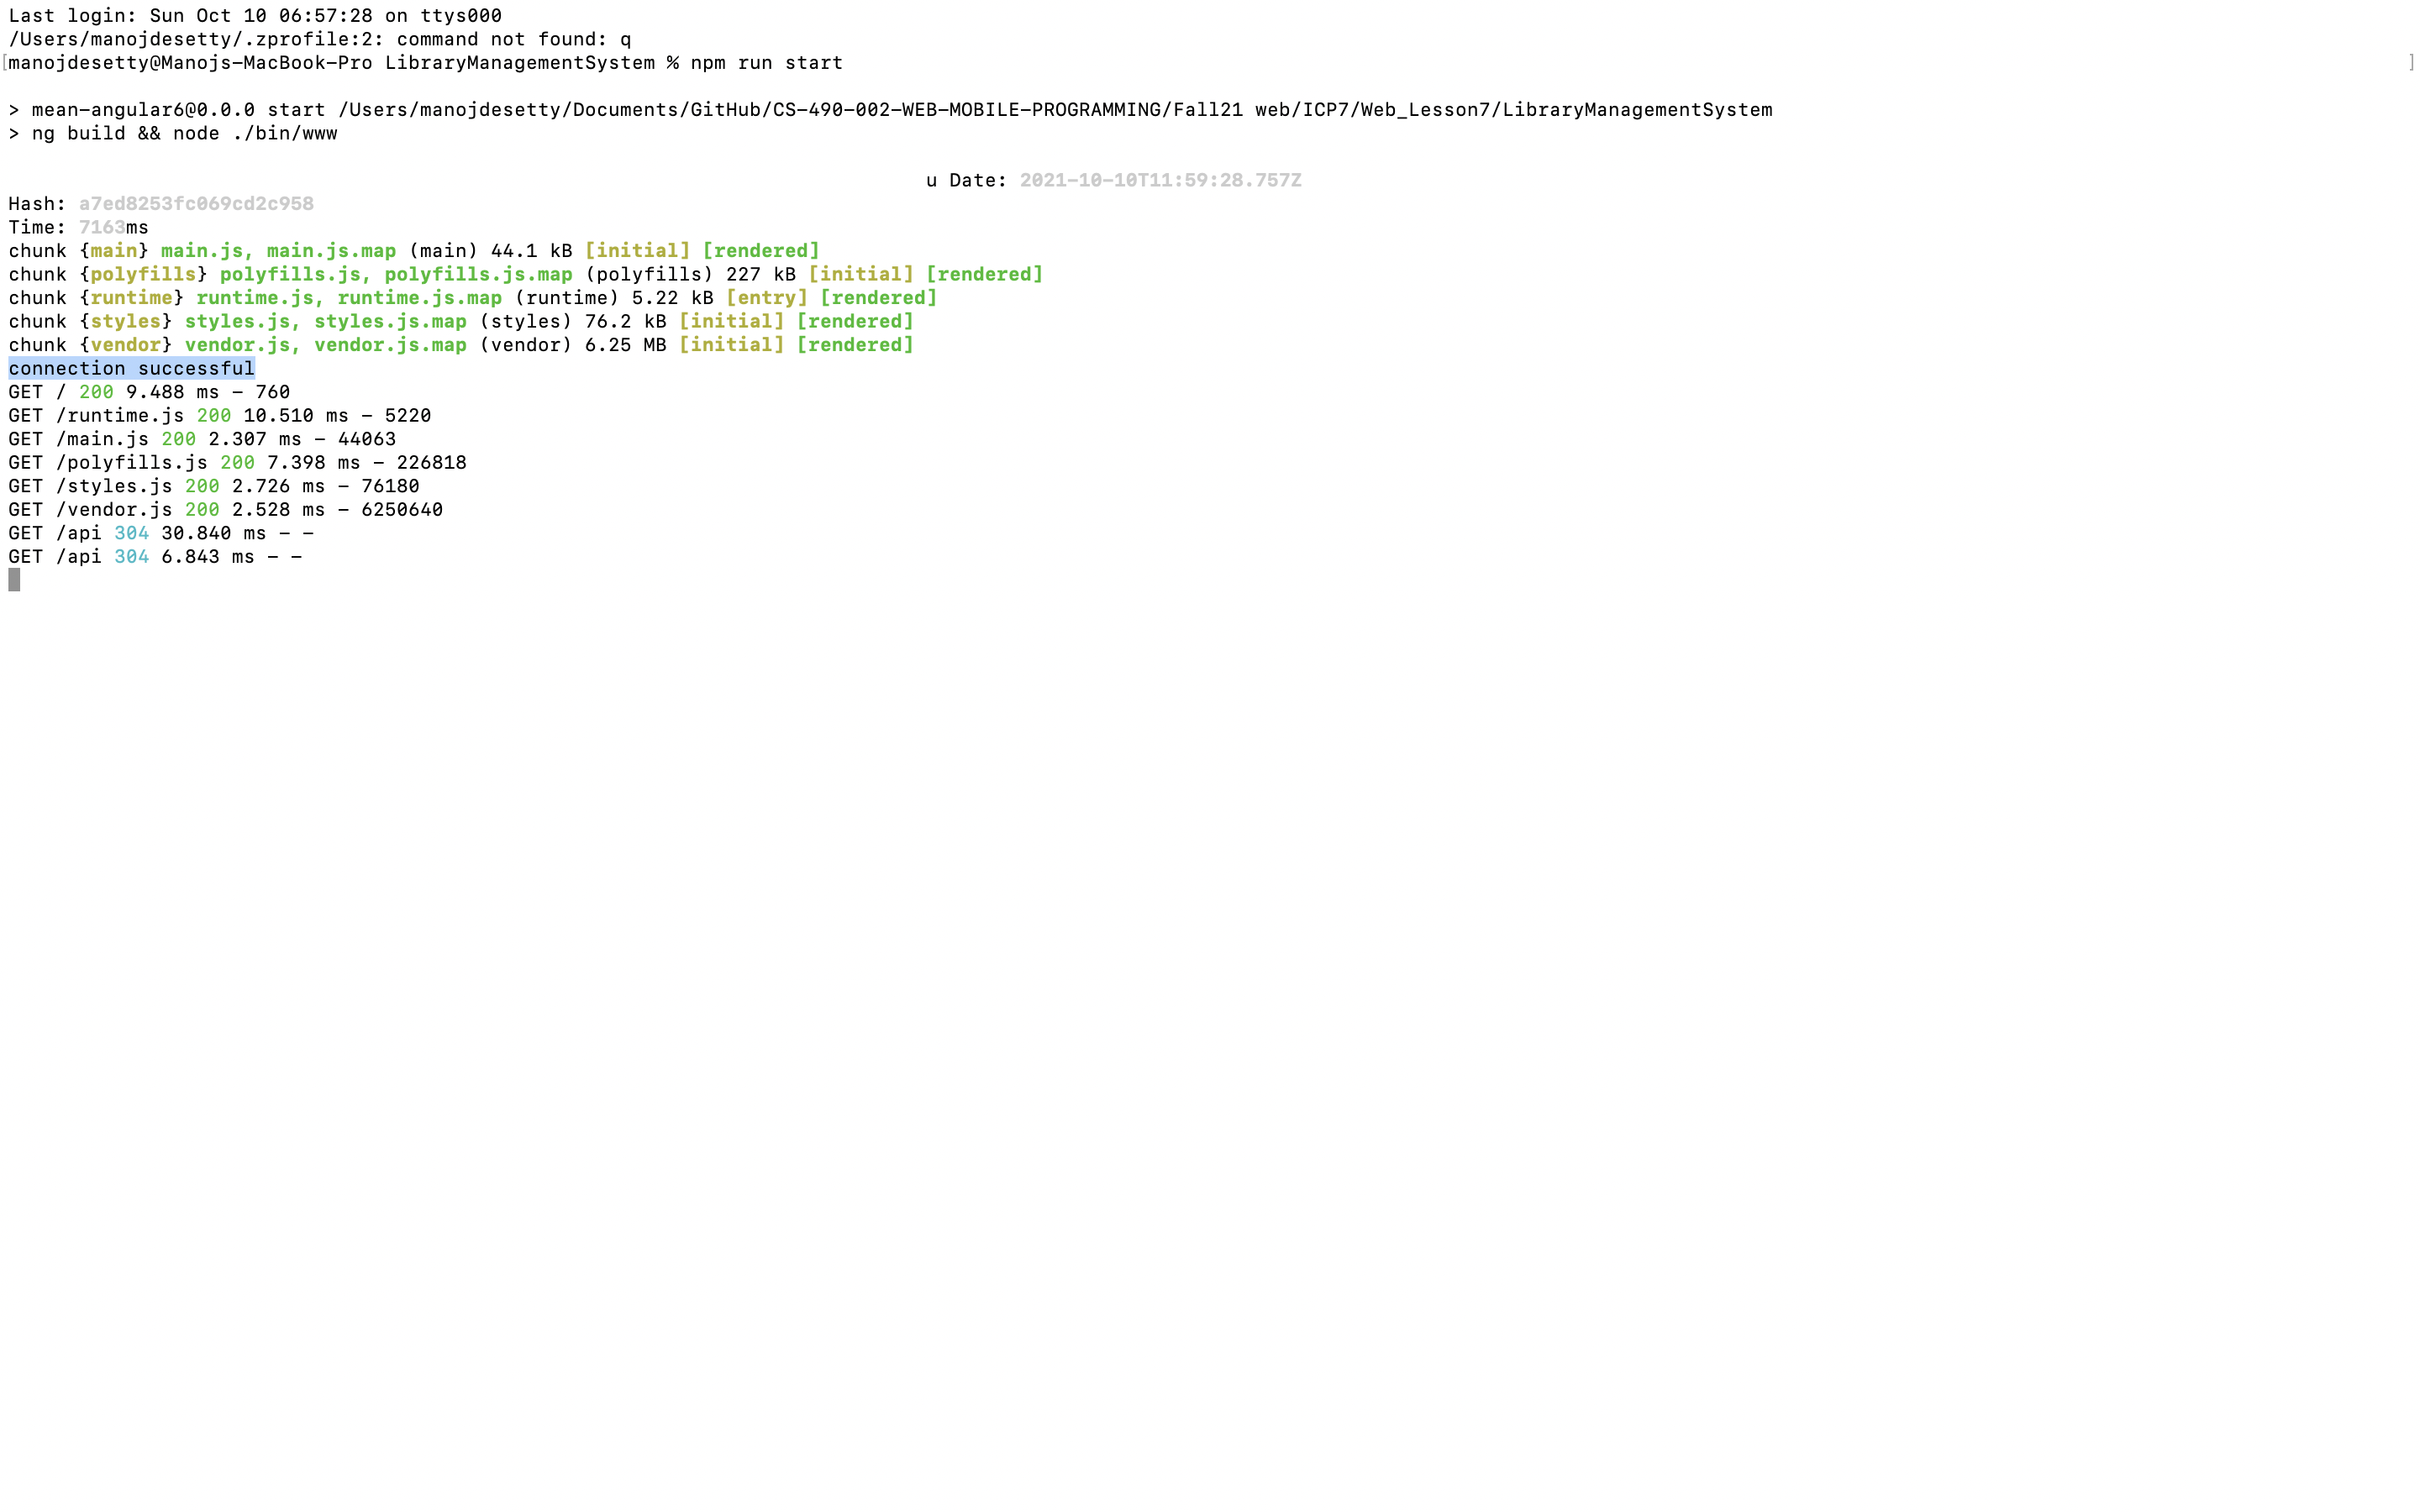 Last login: Sun Oct 10 06:57:28 on ttys000
/Users/manojdesetty/.zprofile:2: command not found: q
[manojdesetty@Manojs-MacBook-Pro LibraryManagementSystem % npm run start ]
> mean-angular6@0.0.0 start /Users/manojdesetty/Documents/GitHub/CS-490-002-WEB-MOBILE-PROGRAMMING/Fall21 web/ICP7/Web_Lesson7/LibraryManagementSystem
> ng build && node ./bin/www
u Date: 2021-10-10T11:59:28.757Z
Hash: a7ed8253fc069cd2c958
Time: 7163ms
chunk {main} main.js, main.js.map (main) 44.1 kB [initial] [rendered]
chunk {polyfills} polyfills.js, polyfills.js.map (polyfills) 227 kB [initial] [rendered]
chunk {runtime} runtime.js, runtime.js.map (runtime) 5.22 kB [entry] [rendered]
chunk {styles} styles.js, styles.js.map (styles) 76.2 kB [initial] [rendered]
chunk {vendor} vendor.js, vendor.js.map (vendor) 6.25 MB [initial] [rendered]
connection successful
GET / 200 9.488 ms - 760
GET /runtime.js 200 10.510 ms - 5220
GET /main.js 200 2.307 ms - 44063
GET /polyfills.js 200 7.398 ms - 226818
GET /styles.js 200 2.726 ms - 76180
GET /vendor.js 200 2.528 ms - 6250640
GET /api 304 30.840 ms - -
GET /api 304 6.843 ms - -